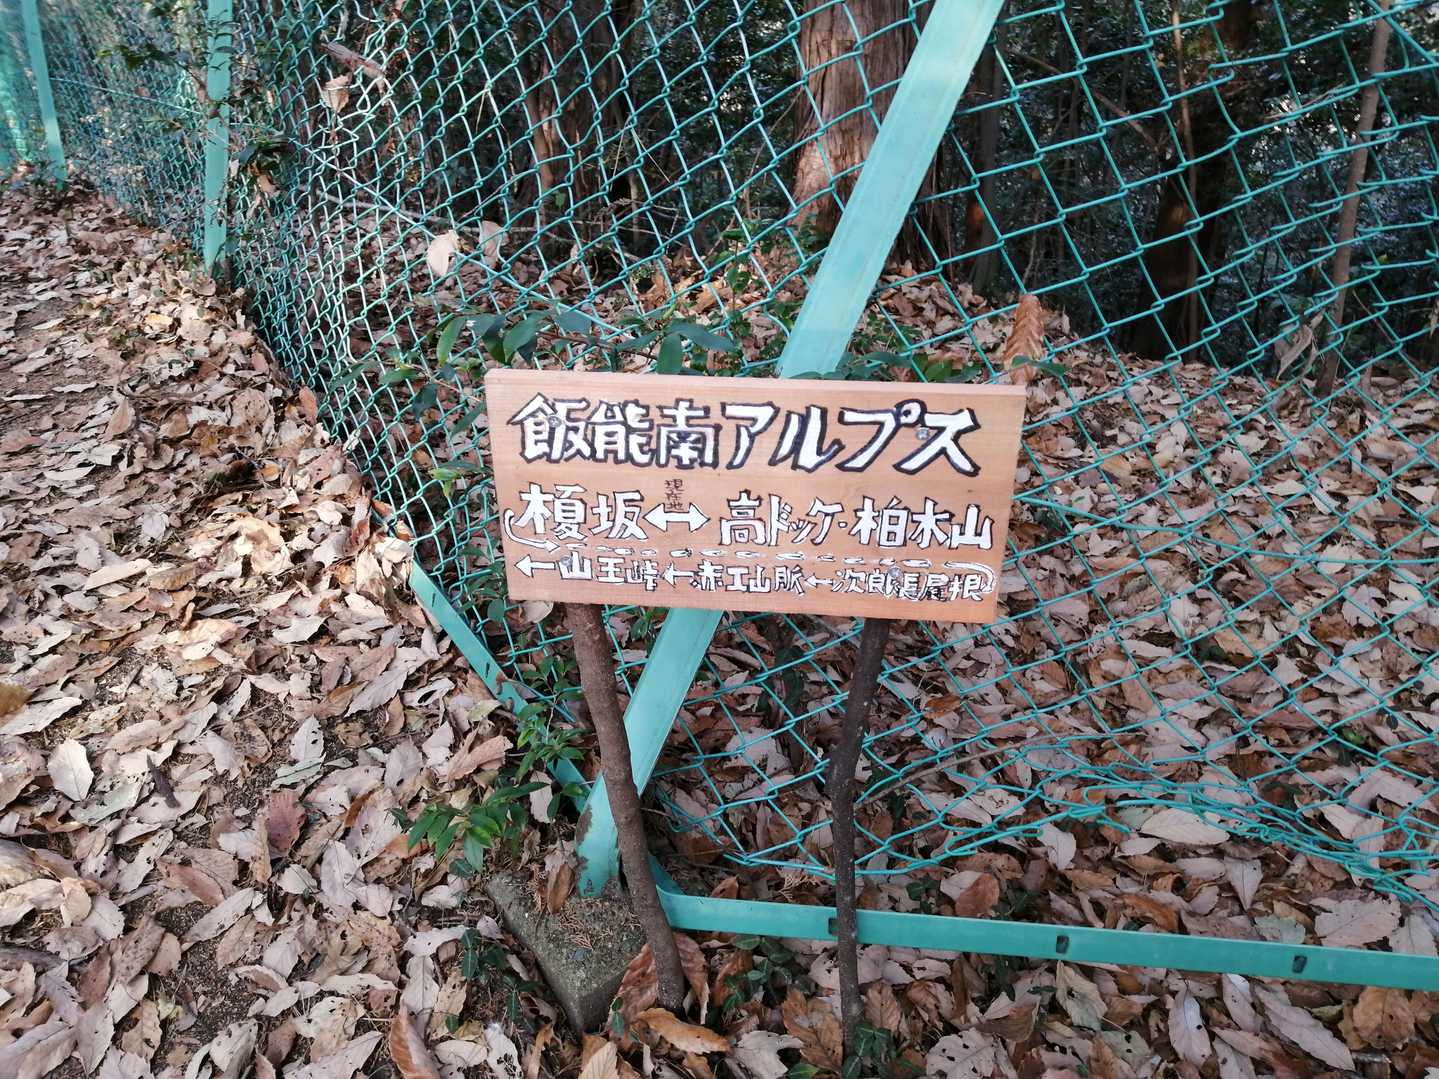 飯能南アルプス
榎坂 ↔ 現在地 高ドッケ・柏木山
←山王峠←赤工山脈←次郎長尾根